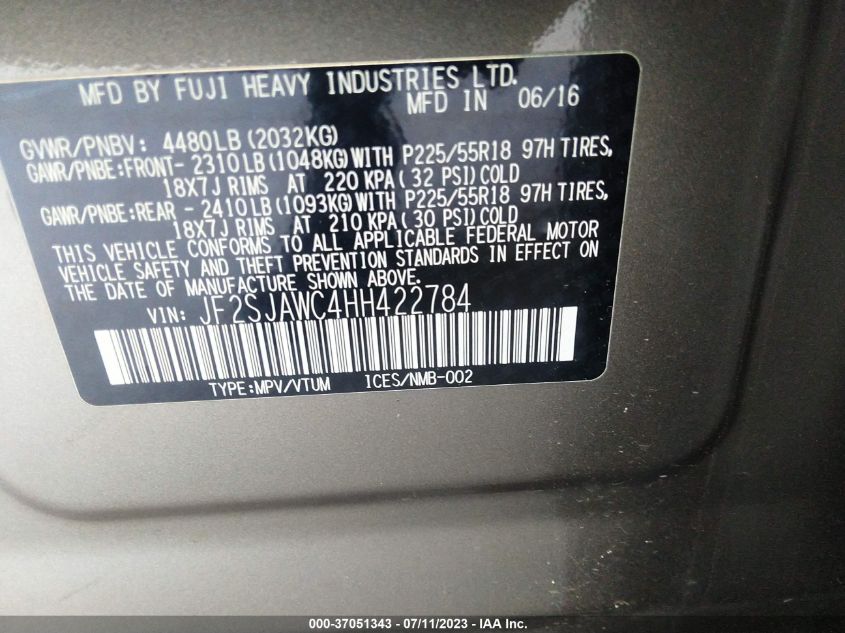 MFD BY FUJI HEAVY INDUSTRIES LTD.
MFD IN 06/16
GVWR/PNBV: 4480LB (2032KG)
GAWR/PNBE:FRONT- 2310LB (1048KG) WITH P225/55R18 97H TIRES,
18X7J RIMS AT 220 KPA ( 32 PSI) COLD
GAWR/PNBE:REAR - 2410LB (1093KG) WITH P225/55R18 97H TIRES,
18X7J RIMS AT 210 KPA ( 30 PSI) COLD
THIS VEHICLE CONFORMS TO ALL APPLICABLE FEDERAL MOTOR
VEHICLE SAFETY AND THEFT PREVENTION STANDARDS IN EFFECT ON
THE DATE OF MANUFACTURE SHOWN ABOVE.
VIN: JF2SJAWC4HH422784
TYPE:MPV/VTUM ICES/NMB-002
000-37051343 - 07/11/2023 - IAA Inc.